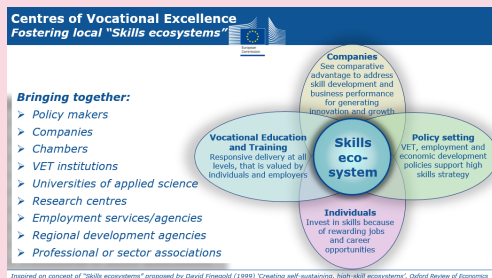 Centres of Vocational Excellence
Fostering local “Skills ecosystems”
European
Commission
Bringing together:
➢ Policy makers
➢ Companies
➢ Chambers
➢ VET institutions
➢ Universities of applied science
➢ Research centres
➢ Employment services/agencies
➢ Regional development agencies
➢ Professional or sector associations
Companies
See comparative
advantage to address
skill development and
business performance
for generating
innovation and growth
Vocational Education
and Training
Responsive delivery at all
levels, that is valued by
individuals and employers
Skills
eco-
system
Policy setting
VET, employment and
economic development
policies support high
skills strategy
Individuals
Invest in skills because
of rewarding jobs
and career
opportunities
Inspired on concept of “Skills ecosystems” proposed by David Finegold (1999) ‘Creating self-sustaining, high-skill ecosystems’, Oxford Review of Economics